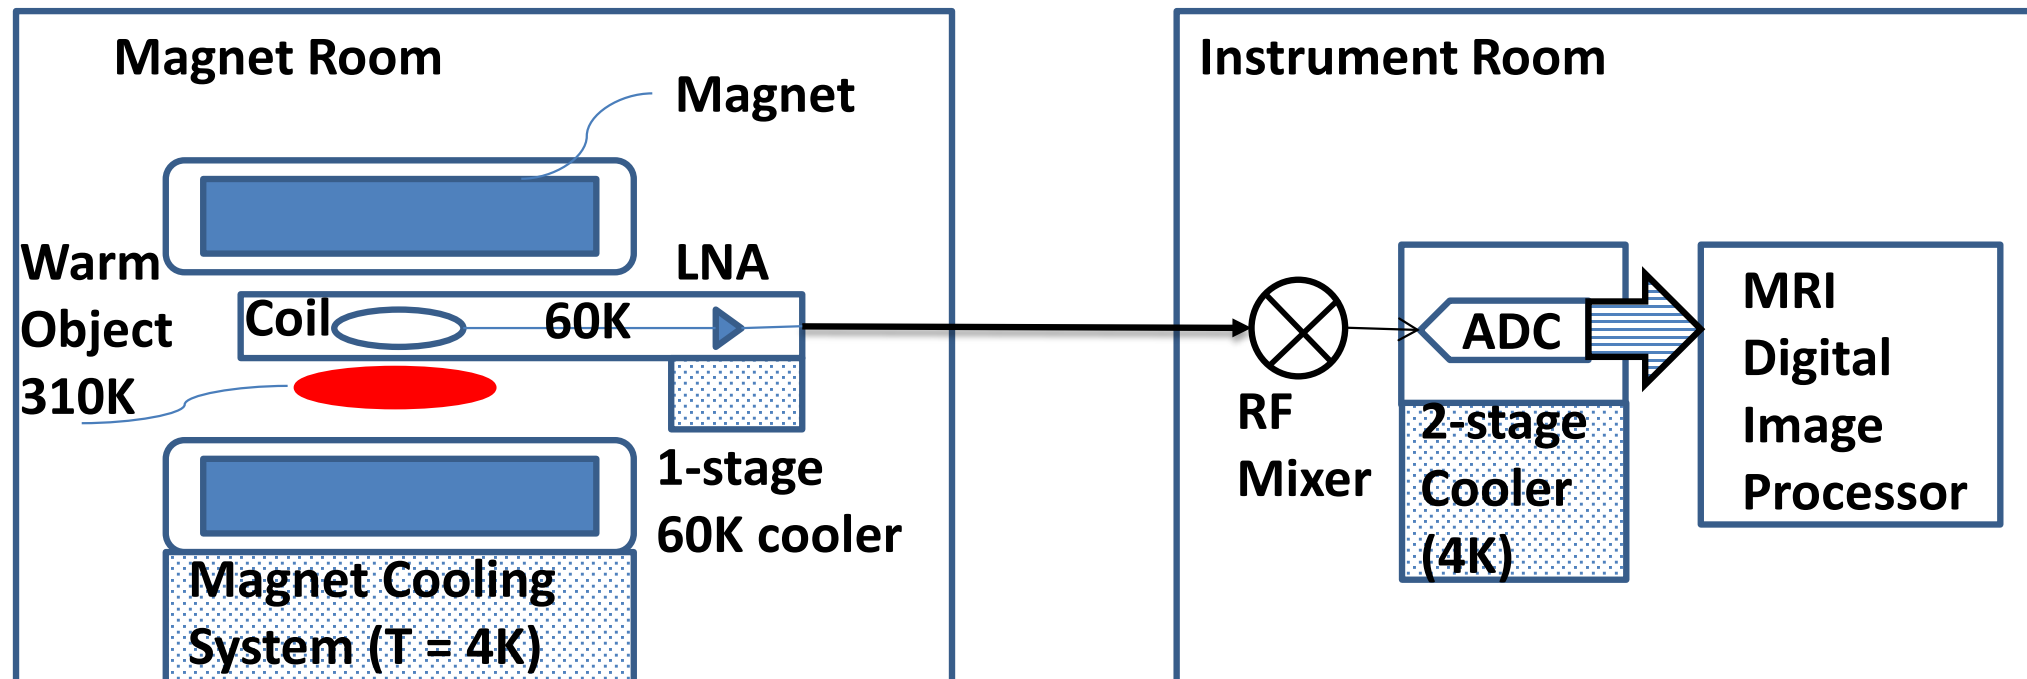 Magnet Room
Magnet
Warm
Object
310K
LNA
Coil
60K
1-stage
60K cooler
Magnet Cooling
System (T = 4K)
Instrument Room
RF
Mixer
ADC
2-stage
Cooler
(4K)
MRI
Digital
Image
Processor